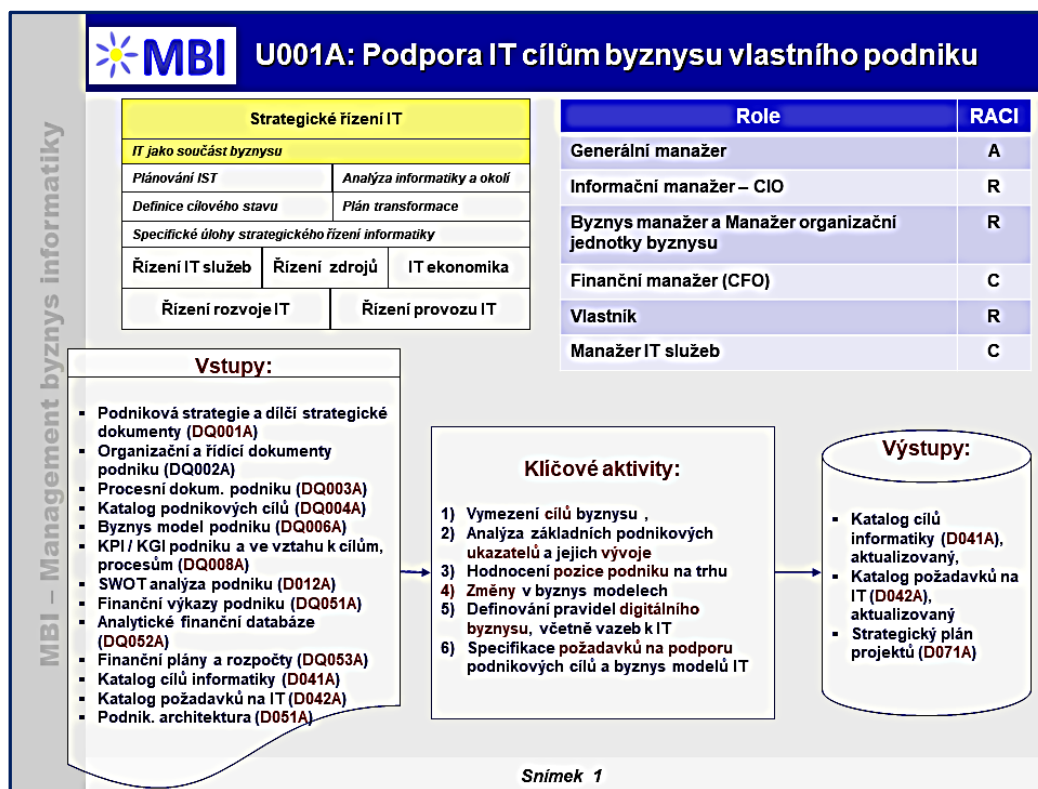 MBI
U001A: Podpora IT cílům byznysu vlastního podniku
MBI – Management byznys informatiky
Strategické řízení IT
IT jako součást byznysu
Plánování IST
Analýza informatiky a okolí
Definice cílového stavu
Plán transformace
Specifické úlohy strategického řízení informatiky
Řízení IT služeb
Řízení zdrojů
IT ekonomika
Řízení rozvoje IT
Řízení provozu IT
Role RACI
Generální manažer A
Informační manažer – CIO R
Byznys manažer a Manažer organizační R
jednotky byznysu
Finanční manažer (CFO) C
Vlastník R
Manažer IT služeb C
Vstupy:
▪ Podniková strategie a dílčí strategické
dokumenty (DQ001A)
▪ Organizační a řídící dokumenty
podniku (DQ002A)
▪ Procesní dokum. podniku (DQ003A)
▪ Katalog podnikových cílů (DQ004A)
▪ Byznys model podniku (DQ006A)
▪ KPI / KGI podniku a ve vztahu k cílům,
procesům (DQ008A)
▪ SWOT analýza podniku (D012A)
▪ Finanční výkazy podniku (DQ051A)
▪ Analytické finanční databáze
(DQ052A)
▪ Finanční plány a rozpočty (DQ053A)
▪ Katalog cílů informatiky (D041A)
▪ Katalog požadavků na IT (D042A)
▪ Podnik. architektura (D051A)
Klíčové aktivity:
1) Vymezení cílů byznysu ,
2) Analýza základních podnikových
ukazatelů a jejich vývoje
3) Hodnocení pozice podniku na trhu
4) Změny v byznys modelech
5) Definování pravidel digitálního
byznysu, včetně vazeb k IT
6) Specifikace požadavků na podporu
podnikových cílů a byznys modelů IT
Výstupy:
▪ Katalog cílů
informatiky (D041A),
aktualizovaný,
▪ Katalog požadavků na
IT (D042A),
aktualizovaný
▪ Strategický plán
projektů (D071A)
Snímek 1